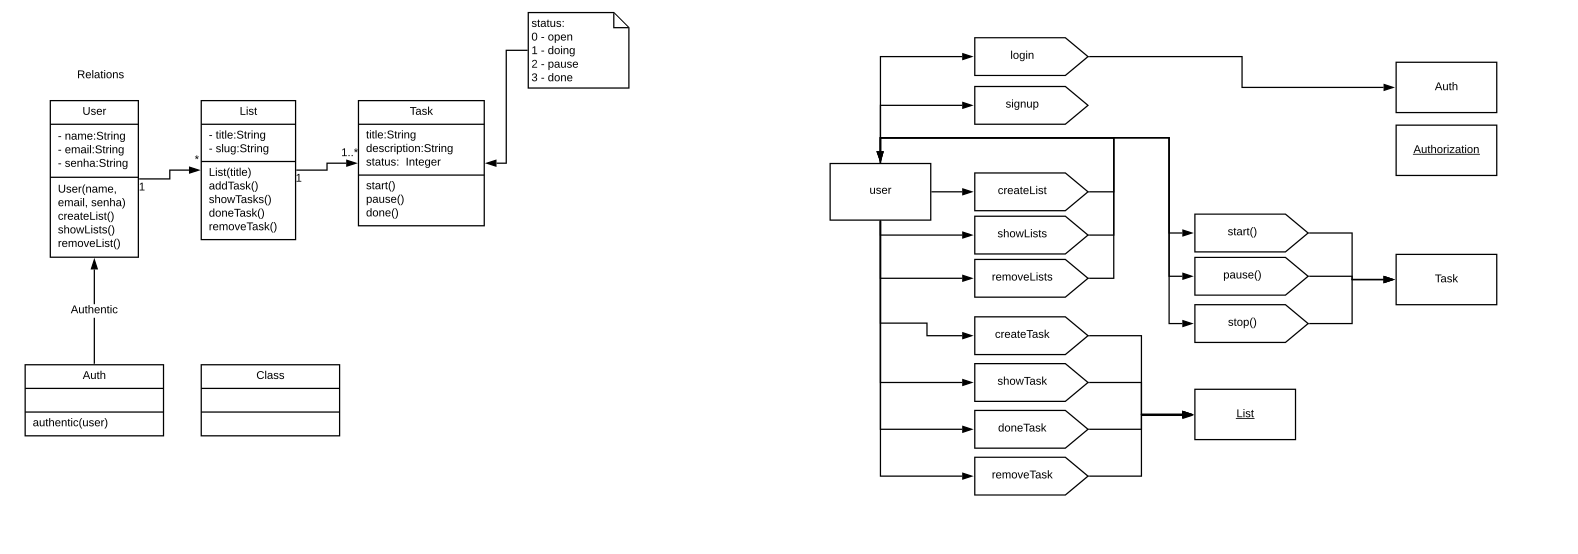 status:
0 - open
1 - doing
2 - pause
3 - done
Relations
User
- name:String
- email:String
- senha:String
User(name,
email, senha)
createList()
showLists()
removeList()
1
*
List
- title:String
- slug:String
List(title)
addTask()
showTasks()
doneTask()
removeTask()
1
1..*
Task
title:String
description:String
status:  Integer
start()
pause()
done()
Authentic
Auth
authentic(user)
Class
login
signup
user
createList
showLists
removeLists
createTask
showTask
doneTask
removeTask
start()
pause()
stop()
Auth
Authorization
Task
List